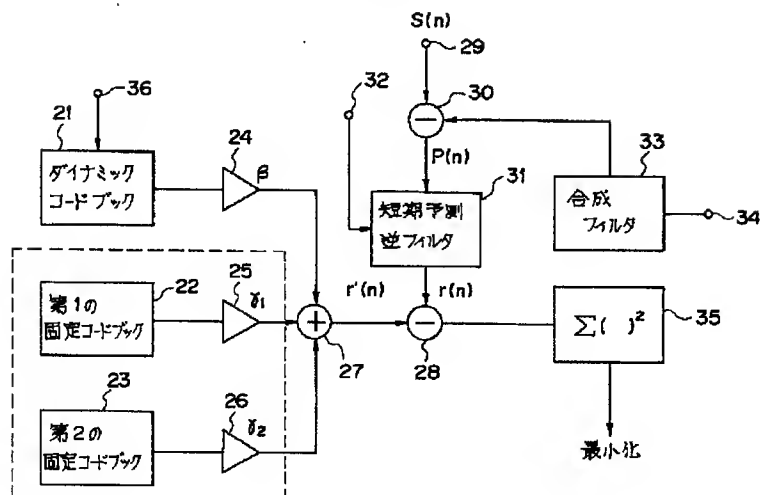 S(n)
29
32
36
30
21
24
P(n)
33
ダイナミック
コードブック
β
31
短期予測
逆フィルタ
合成
フィルタ
34
22
25
r'(n)
r(n)
第1の
固定コードブック
γ1
+
−
27
28
Σ( )²
35
23
26
第2の
固定コードブック
γ2
最小化